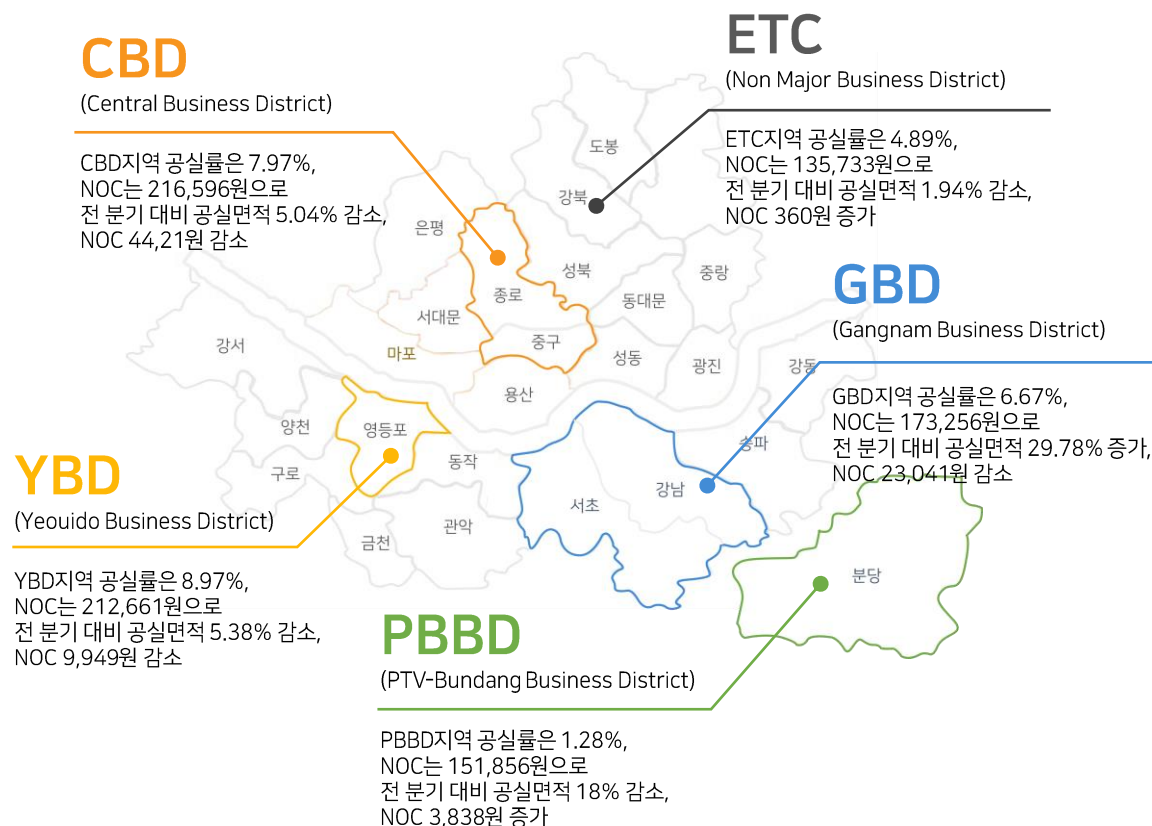 CBD
(Central Business District)
CBD지역 공실률은 7.97%,
NOC는 216,596원으로
전 분기 대비 공실면적 5.04% 감소,
NOC 44,21원 감소
ETC
(Non Major Business District)
ETC지역 공실률은 4.89%,
NOC는 135,733원으로
전 분기 대비 공실면적 1.94% 감소,
NOC 360원 증가
GBD
(Gangnam Business District)
GBD지역 공실률은 6.67%,
NOC는 173,256원으로
전 분기 대비 공실면적 29.78% 증가,
NOC 23,041원 감소
도봉
강북
은평
성북
중랑
종로
동대문
서대문
강서
마포
중구
성동
광진
강동
용산
양천
영등포
송파
동작
구로
강남
서초
관악
금천
분당
YBD
(Yeouido Business District)
YBD지역 공실률은 8.97%,
NOC는 212,661원으로
전 분기 대비 공실면적 5.38% 감소,
NOC 9,949원 감소
PBBD
(PTV-Bundang Business District)
PBBD지역 공실률은 1.28%,
NOC는 151,856원으로
전 분기 대비 공실면적 18% 감소,
NOC 3,838원 증가